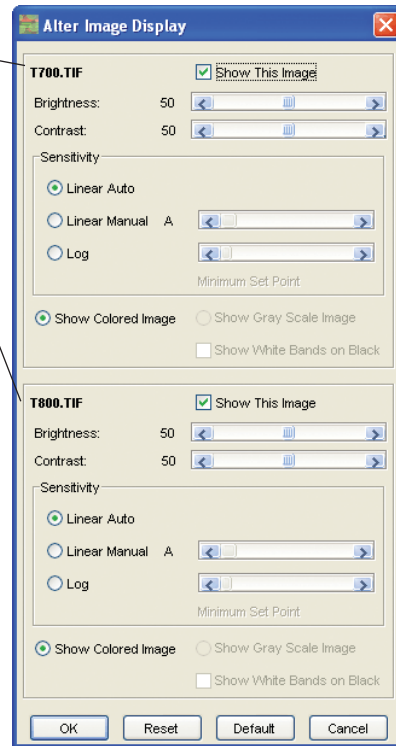 Alter Image Display
T700.TIF Show This Image
Brightness: 50
Contrast: 50
Sensitivity
Linear Auto
Linear Manual A
Log
Minimum Set Point
Show Colored Image Show Gray Scale Image
Show White Bands on Black
T800.TIF Show This Image
Brightness: 50
Contrast: 50
Sensitivity
Linear Auto
Linear Manual A
Log
Minimum Set Point
Show Colored Image Show Gray Scale Image
Show White Bands on Black
OK Reset Default Cancel